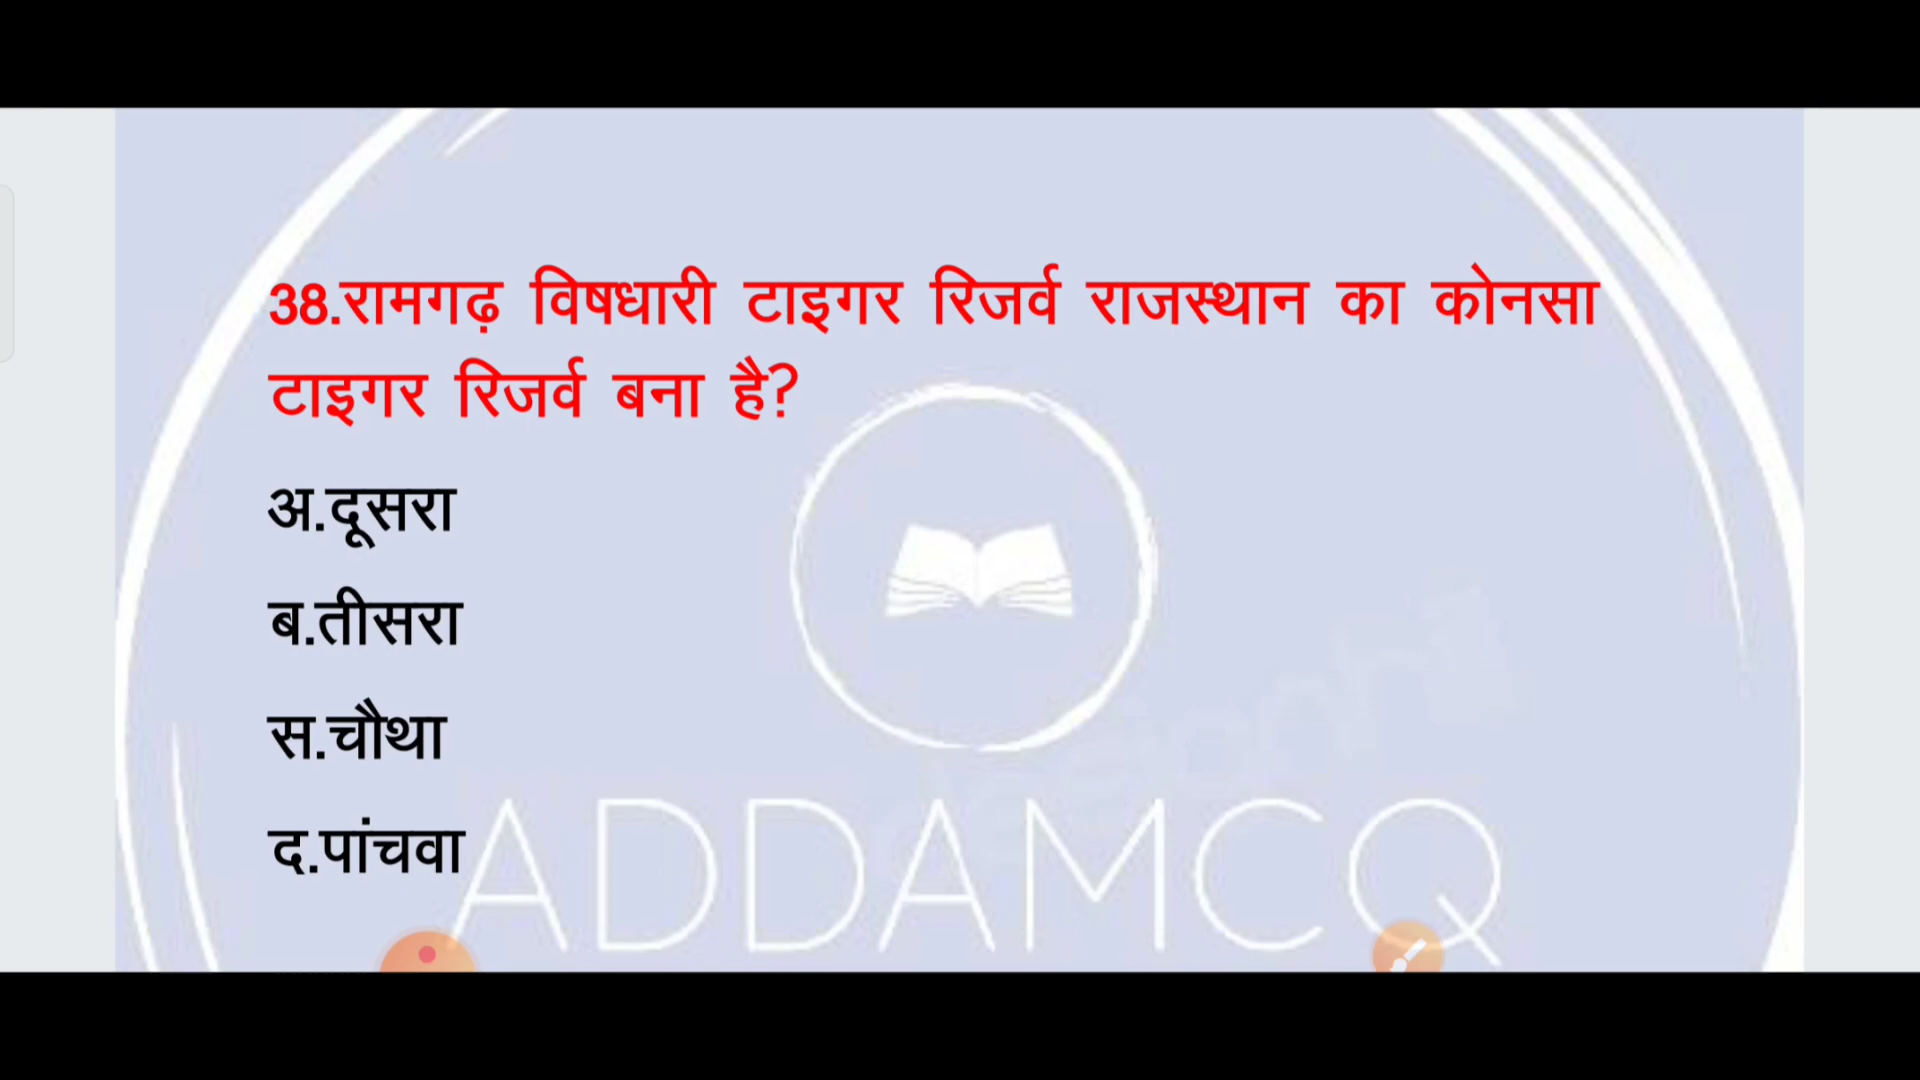 38.रामगढ़ विषधारी टाइगर रिजर्व राजस्थान का कोनसा
टाइगर रिजर्व बना है?
अ.दूसरा
ब.तीसरा
स.चौथा
द.पांचवा
ADDAMCQ